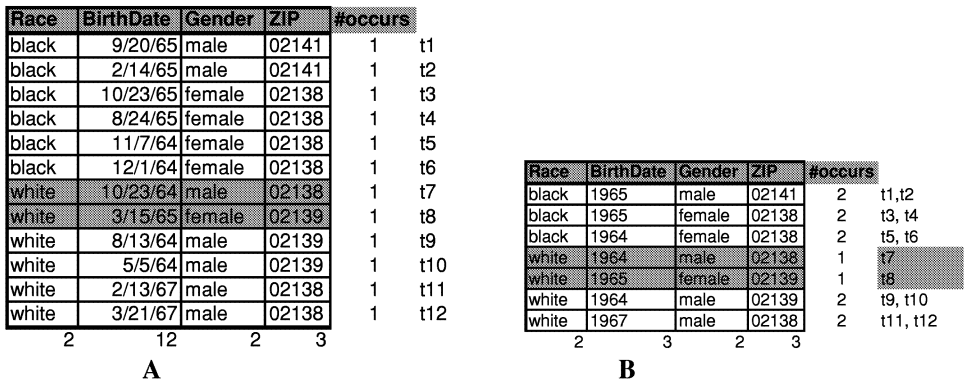 Race BirthDate Gender ZIP #occurs
black 9/20/65 male 02141 1 t1
black 2/14/65 male 02141 1 t2
black 10/23/65 female 02138 1 t3
black 8/24/65 female 02138 1 t4
black 11/7/64 female 02138 1 t5
black 12/1/64 female 02138 1 t6
white 10/23/64 male 02138 1 t7
white 3/15/65 female 02139 1 t8
white 8/13/64 male 02139 1 t9
white 5/5/64 male 02139 1 t10
white 2/13/67 male 02138 1 t11
white 3/21/67 male 02138 1 t12
2 12 2 3
A
Race BirthDate Gender ZIP #occurs
black 1965 male 02141 2 t1,t2
black 1965 female 02138 2 t3, t4
black 1964 female 02138 2 t5, t6
white 1964 male 02138 1 t7
white 1965 female 02139 1 t8
white 1964 male 02139 2 t9, t10
white 1967 male 02138 2 t11, t12
2 3 2 3
B